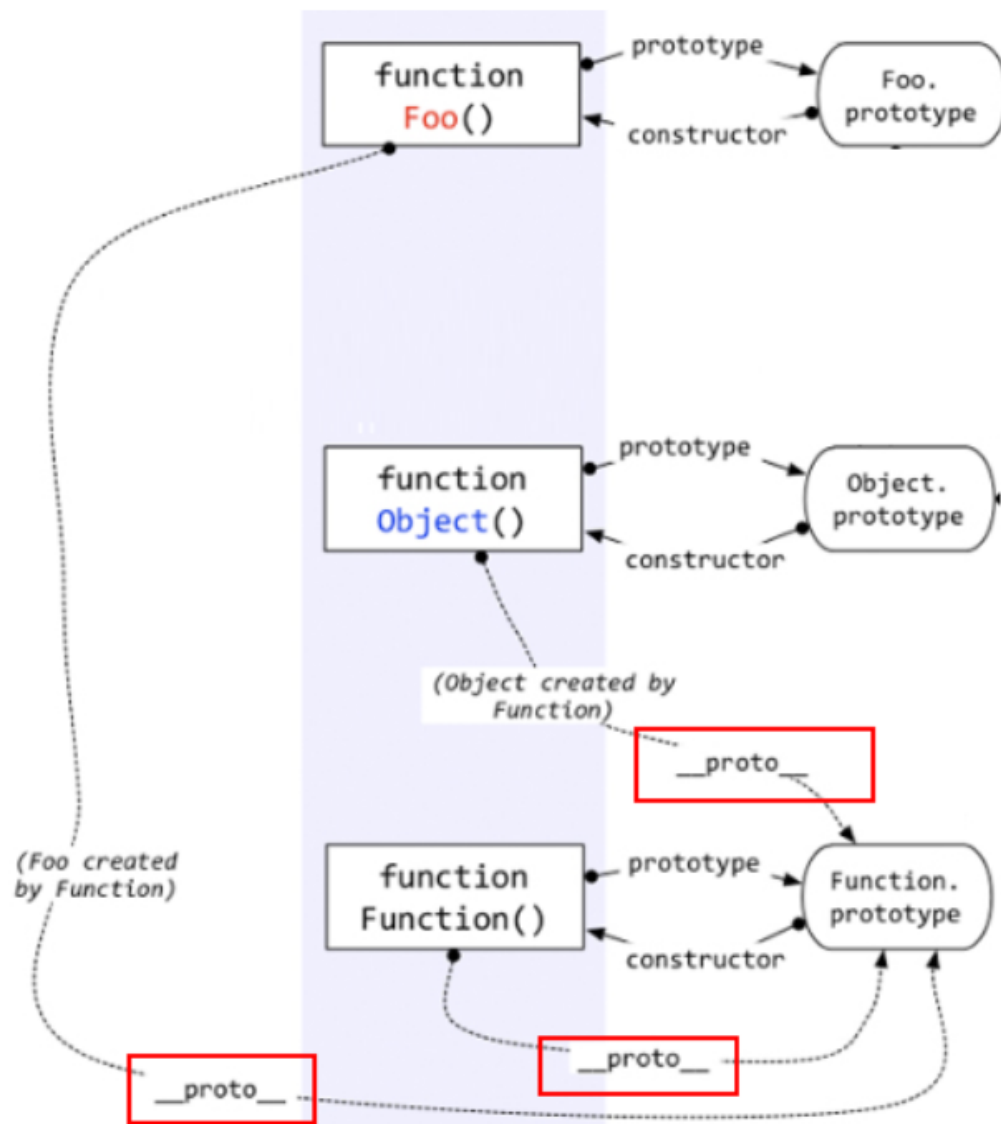 function
Foo()
prototype
constructor
Foo.
prototype
function
Object()
prototype
constructor
Object.
prototype
(Object created by
Function)
__proto__
(Foo created
by Function)
function
Function()
prototype
constructor
Function.
prototype
__proto__
__proto__